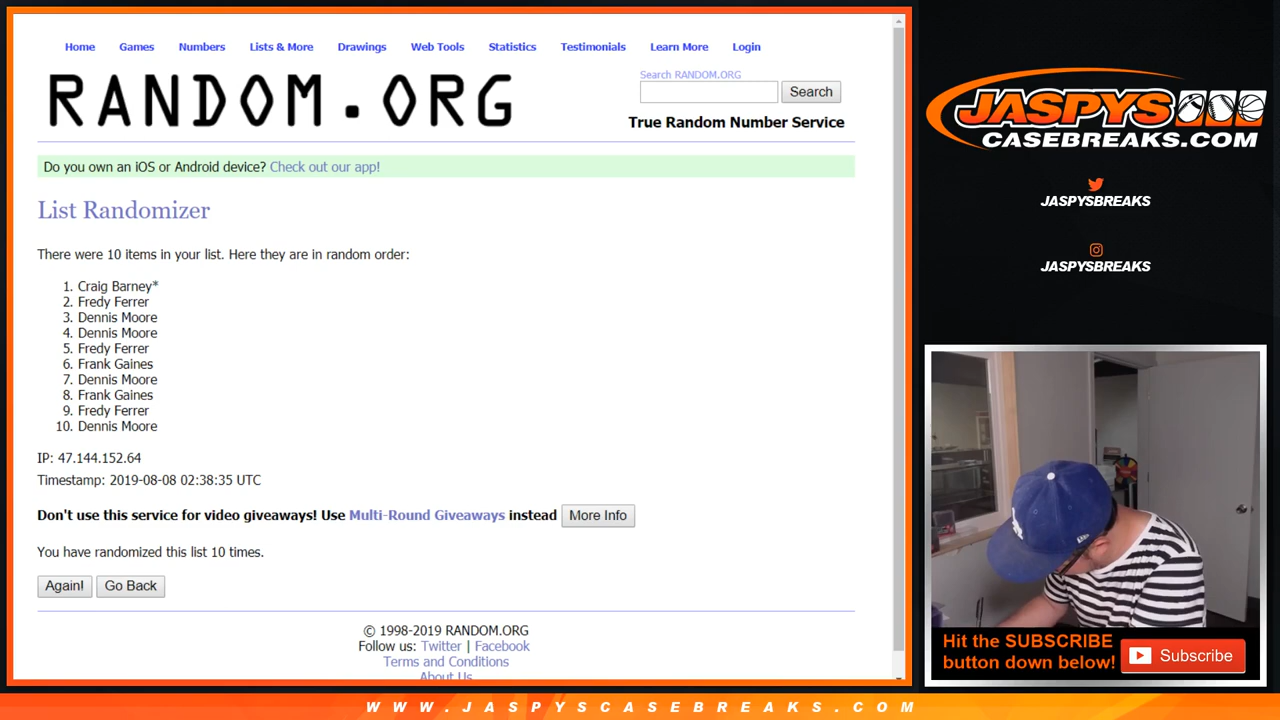 Home Games Numbers Lists & More Drawings Web Tools Statistics Testimonials Learn More Login
RANDOM.ORG
Search RANDOM.ORG
Search
True Random Number Service
Do you own an iOS or Android device? Check out our app!
List Randomizer
There were 10 items in your list. Here they are in random order:
1. Craig Barney*
2. Fredy Ferrer
3. Dennis Moore
4. Dennis Moore
5. Fredy Ferrer
6. Frank Gaines
7. Dennis Moore
8. Frank Gaines
9. Fredy Ferrer
10. Dennis Moore
IP: 47.144.152.64
Timestamp: 2019-08-08 02:38:35 UTC
Don't use this service for video giveaways! Use Multi-Round Giveaways instead More Info
You have randomized this list 10 times.
Again! Go Back
© 1998-2019 RANDOM.ORG
Follow us: Twitter | Facebook
Terms and Conditions
About Us
JASPYS
CASEBREAKS.COM
JASPYSBREAKS
JASPYSBREAKS
LA
Hit the SUBSCRIBE
button down below!
Subscribe
WWW.JASPYSCASEBREAKS.COM